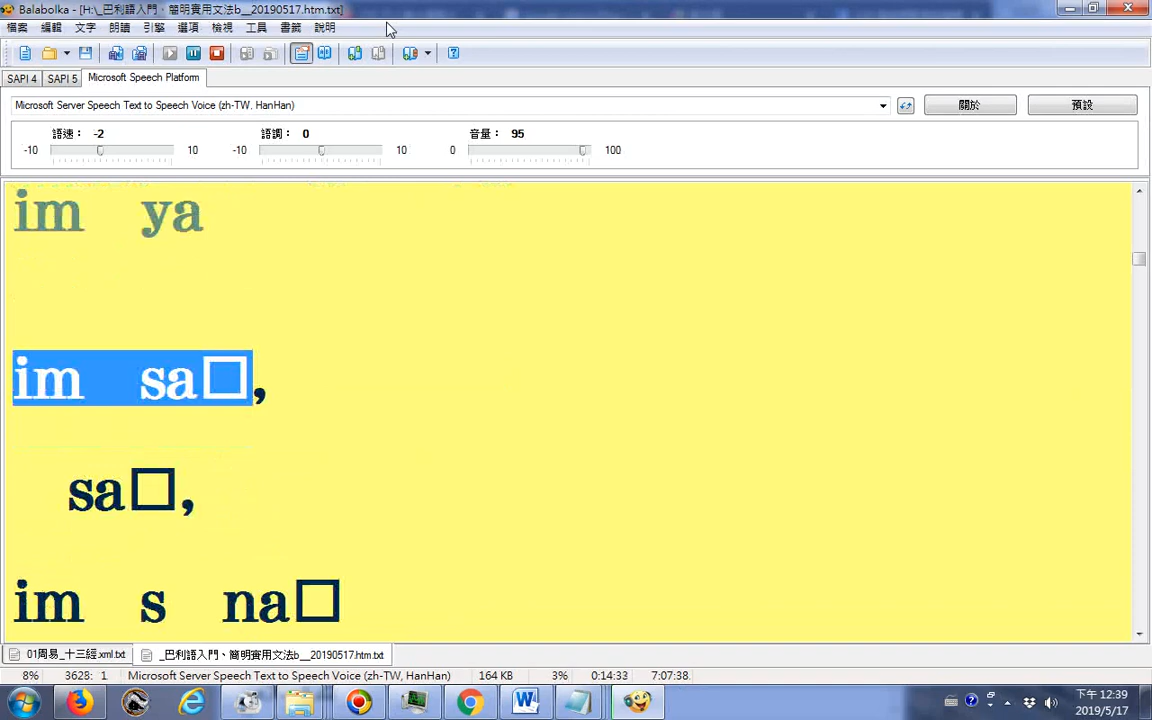 Balabolka - [H:\_巴利語入門、簡明實用文法b__20190517.htm.txt]
檔案 編輯 文字 朗讀 引擎 選項 檢視 工具 書籤 說明
SAPI 4 SAPI 5 Microsoft Speech Platform
Microsoft Server Speech Text to Speech Voice (zh-TW, HanHan)
關於 預設
語速： -2 語調： 0 音量： 95
-10 10 -10 10 0 100
im ya
im sa□,
sa□,
im s na□
01周易_十三經.xml.txt _巴利語入門、簡明實用文法b__20190517.htm.txt
8% 3628: 1 Microsoft Server Speech Text to Speech Voice (zh-TW, HanHan) 164 KB 3% 0:14:33 7:07:38.
下午 12:39
2019/5/17